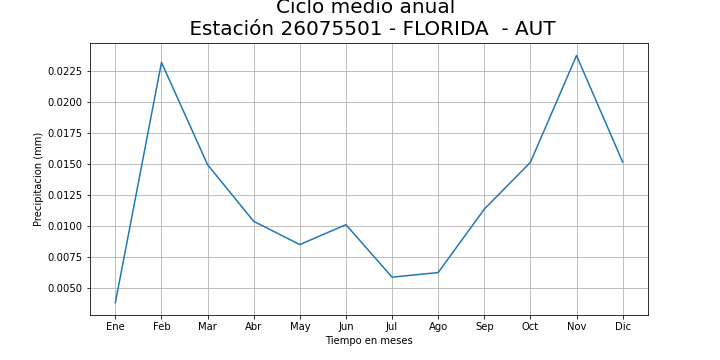 Ciclo medio anual
Estación 26075501 - FLORIDA  - AUT
Precipitacion (mm)
0.0225
0.0200
0.0175
0.0150
0.0125
0.0100
0.0075
0.0050
Ene Feb Mar Abr May Jun Jul Ago Sep Oct Nov Dic
Tiempo en meses